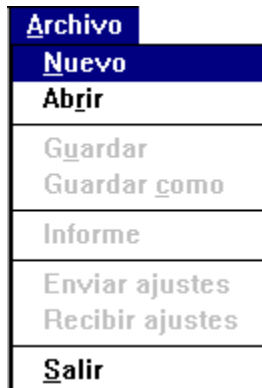 Archivo
Nuevo
Abrir
Guardar
Guardar como
Informe
Enviar ajustes
Recibir ajustes
Salir